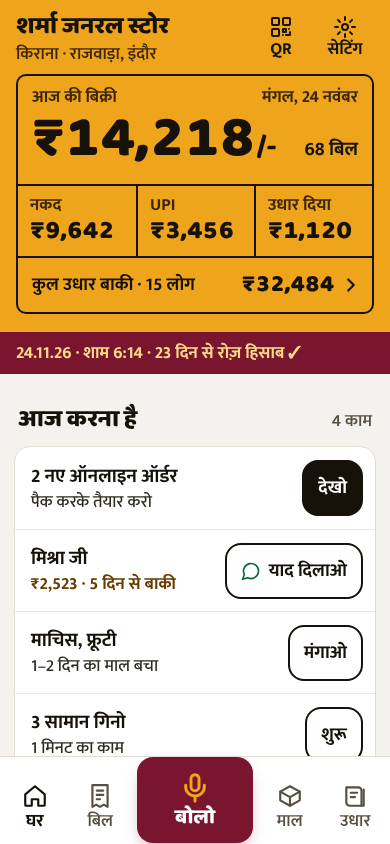 शर्मा जनरल स्टोर
किराना · राजवाड़ा, इंदौर
QR
सेटिंग
आज की बिक्री
मंगल, 24 नवंबर
₹14,218/-
68 बिल
नकद
₹9,642
UPI
₹3,456
उधार दिया
₹1,120
कुल उधार बाकी · 15 लोग
₹32,484
24.11.26 · शाम 6:14 · 23 दिन से रोज़ हिसाब ✓
आज करना है
4 काम
2 नए ऑनलाइन ऑर्डर
पैक करके तैयार करो
देखो
मिश्रा जी
₹2,523 · 5 दिन से बाकी
याद दिलाओ
माचिस, फ्रूटी
1–2 दिन का माल बचा
मंगाओ
3 सामान गिनो
1 मिनट का काम
शुरू
घर
बिल
बोलो
माल
उधार